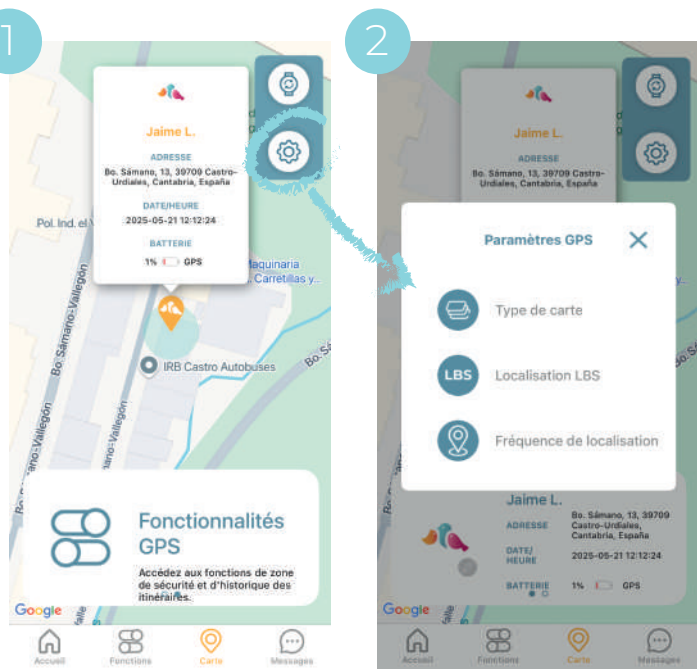 1
Jaime L.
ADRESSE
Bo. Sámano, 13, 39709 Castro-
Urdiales, Cantabria, España
DATE/HEURE
2025-05-21 12:12:24
BATTERIE
1% GPS
Pol. Ind. el
Bo. Sámano-Vallegón
ano-Vallegón
aquinaria
Carretillas y..
IRB Castro Autobuses
Bo. Sá
Fonctionnalités
GPS
Accédez aux fonctions de zone
de sécurité et d'historique des
itinéraires.
Google
Accueil
Fonctions
Carte
Messages
2
Jaime L.
ADRESSE
Bo. Sámano, 13, 39709 Castro-
Urdiales, Cantabria, España
Paramètres GPS
Type de carte
LBS Localisation LBS
Fréquence de localisation
Jaime L.
ADRESSE
Bo. Sámano, 13, 39709
Castro-Urdiales,
Cantabria, España
DATE/
HEURE
2025-05-21 12:12:24
BATTERIE
1% GPS
Google
Accueil
Fonctions
Carte
Messages